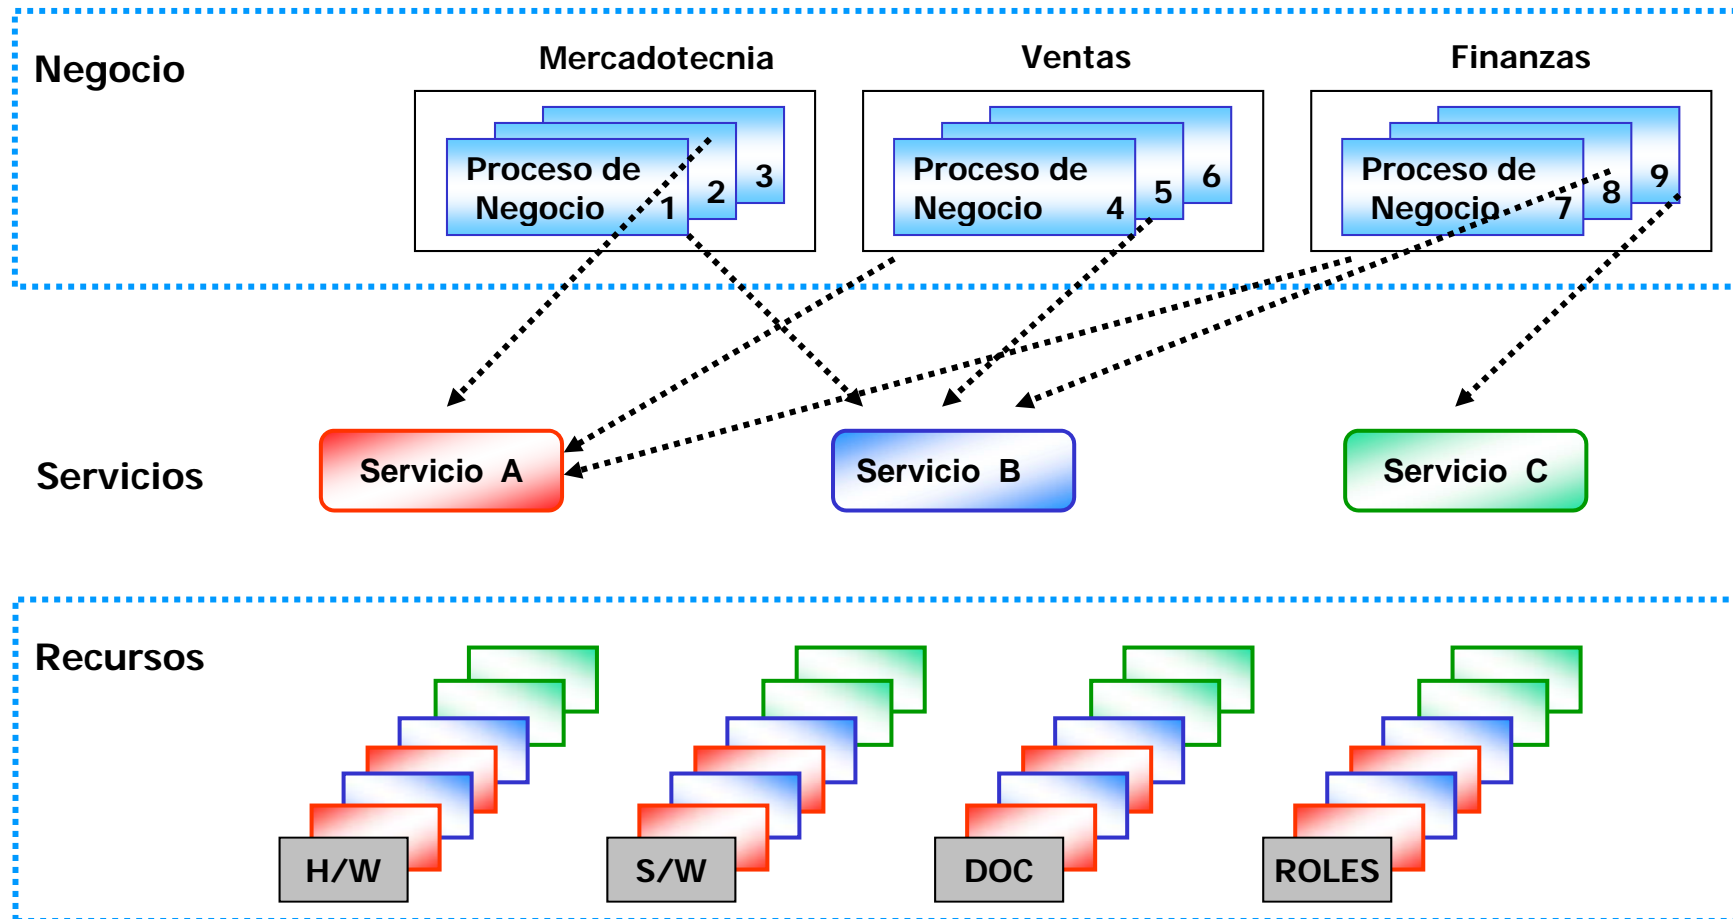 Negocio
Mercadotecnia
Ventas
Finanzas
Proceso de
Negocio 1
2
3
Proceso de
Negocio 4
5
6
Proceso de
Negocio 7
8
9
Servicios
Servicio A
Servicio B
Servicio C
Recursos
H/W
S/W
DOC
ROLES